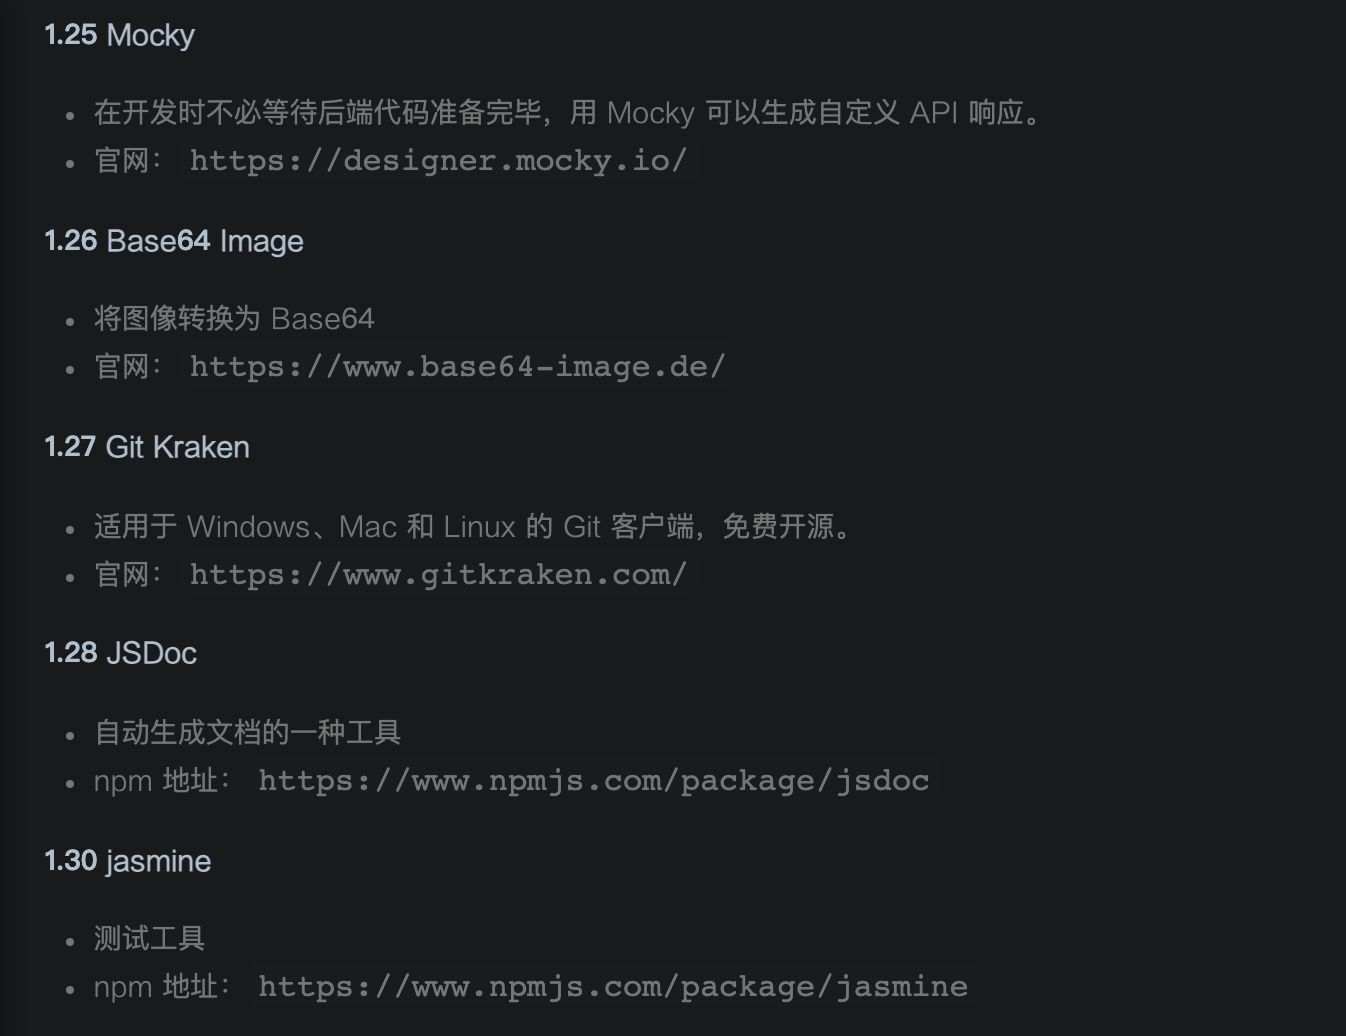 1.25 Mocky
• 在开发时不必等待后端代码准备完毕，用 Mocky 可以生成自定义 API 响应。
• 官网： https://designer.mocky.io/
1.26 Base64 Image
• 将图像转换为 Base64
• 官网： https://www.base64-image.de/
1.27 Git Kraken
• 适用于 Windows、Mac 和 Linux 的 Git 客户端，免费开源。
• 官网： https://www.gitkraken.com/
1.28 JSDoc
• 自动生成文档的一种工具
• npm 地址： https://www.npmjs.com/package/jsdoc
1.30 jasmine
• 测试工具
• npm 地址： https://www.npmjs.com/package/jasmine